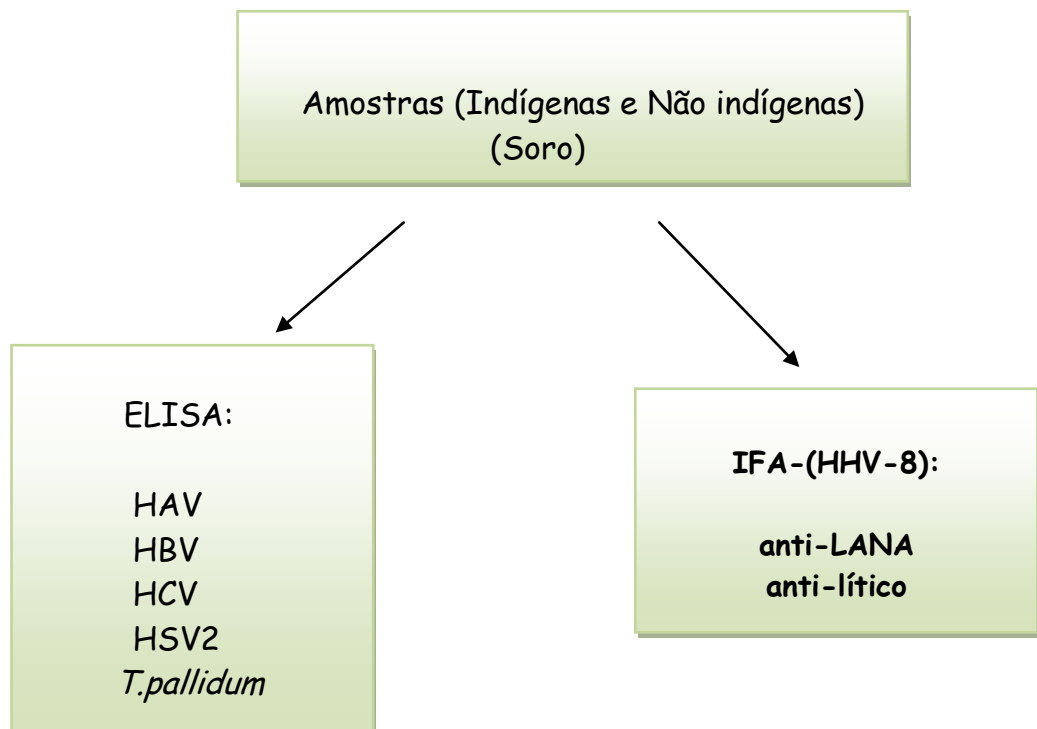 Amostras (Indígenas e Não indígenas)
(Soro)
ELISA:
HAV
HBV
HCV
HSV2
T.pallidum
IFA-(HHV-8):
anti-LANA
anti-lítico